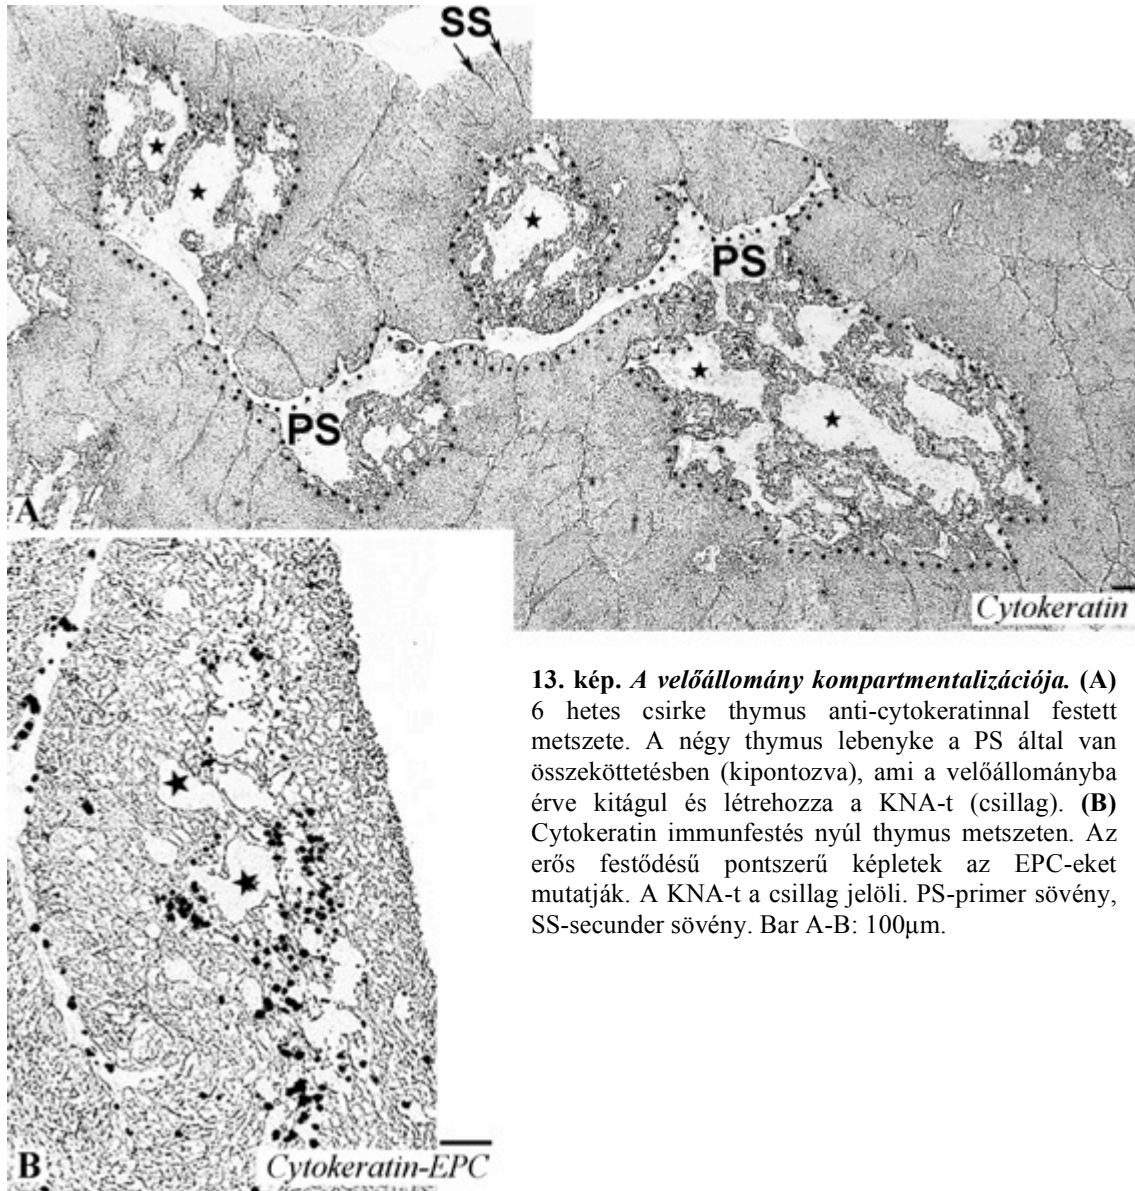 SS
PS
PS
A
Cytokeratin
13. kép. A velőállomány kompartmentalizációja. (A)
6 hetes csirke thymus anti-cytokeratinnal festett
metszete. A négy thymus lebenyke a PS által van
összeköttetésben (kipontozva), ami a velőállományba
érve kitágul és létrehozza a KNA-t (csillag). (B)
Cytokeratin immunfestés nyúl thymus metszeten. Az
erős festődésű pontszerű képletek az EPC-eket
mutatják. A KNA-t a csillag jelöli. PS-primer sövény,
SS-secunder sövény. Bar A-B: 100μm.
B
Cytokeratin-EPC